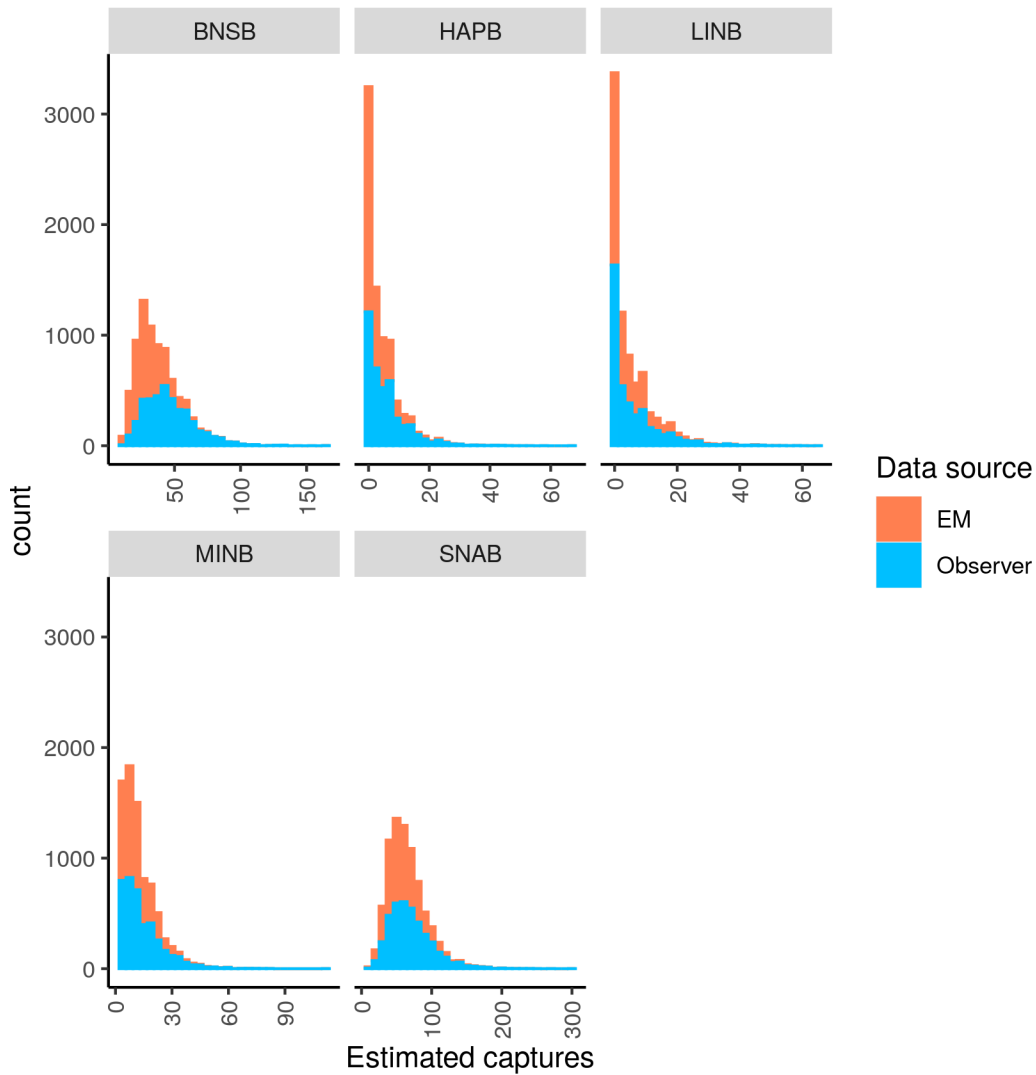 BNSB HAPB LINB
3000
2000
1000
0
50 100 150 0 20 40 60 0 20 40 60
MINB SNAB
3000
2000
1000
0
0 30 60 90 0 100 200 300
count
Estimated captures
Data source
EM
Observer